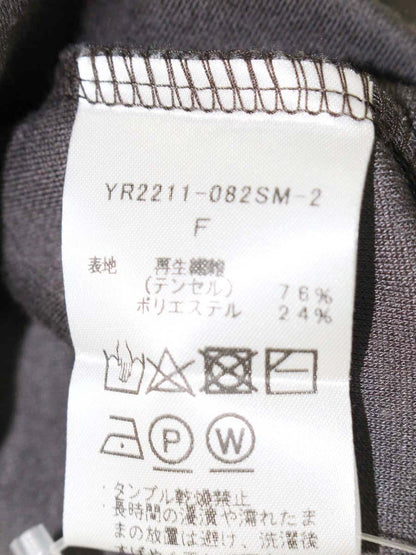 YR2211-082SM-2
F
表地 再生繊維
(テンセル) 76%
ポリエステル 24%
P W
・タンブル乾燥禁止
・長時間の濯漬や濡れたま
まの放置は避け、洗濯後